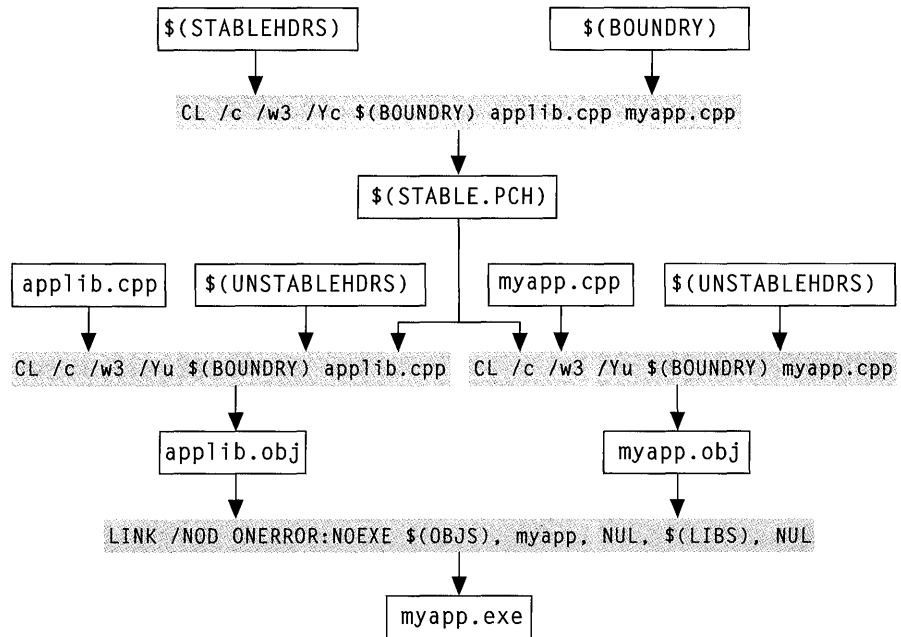 $(STABLEHDRS)
$(BOUNDRY)
CL /c /w3 /Yc $(BOUNDRY) applib.cpp myapp.cpp
$(STABLE.PCH)
applib.cpp
$(UNSTABLEHDRS)
myapp.cpp
$(UNSTABLEHDRS)
CL /c /w3 /Yu $(BOUNDRY) applib.cpp
CL /c /w3 /Yu $(BOUNDRY) myapp.cpp
applib.obj
myapp.obj
LINK /NOD ONERROR:NOEXE $(OBJS), myapp, NUL, $(LIBS), NUL
myapp.exe